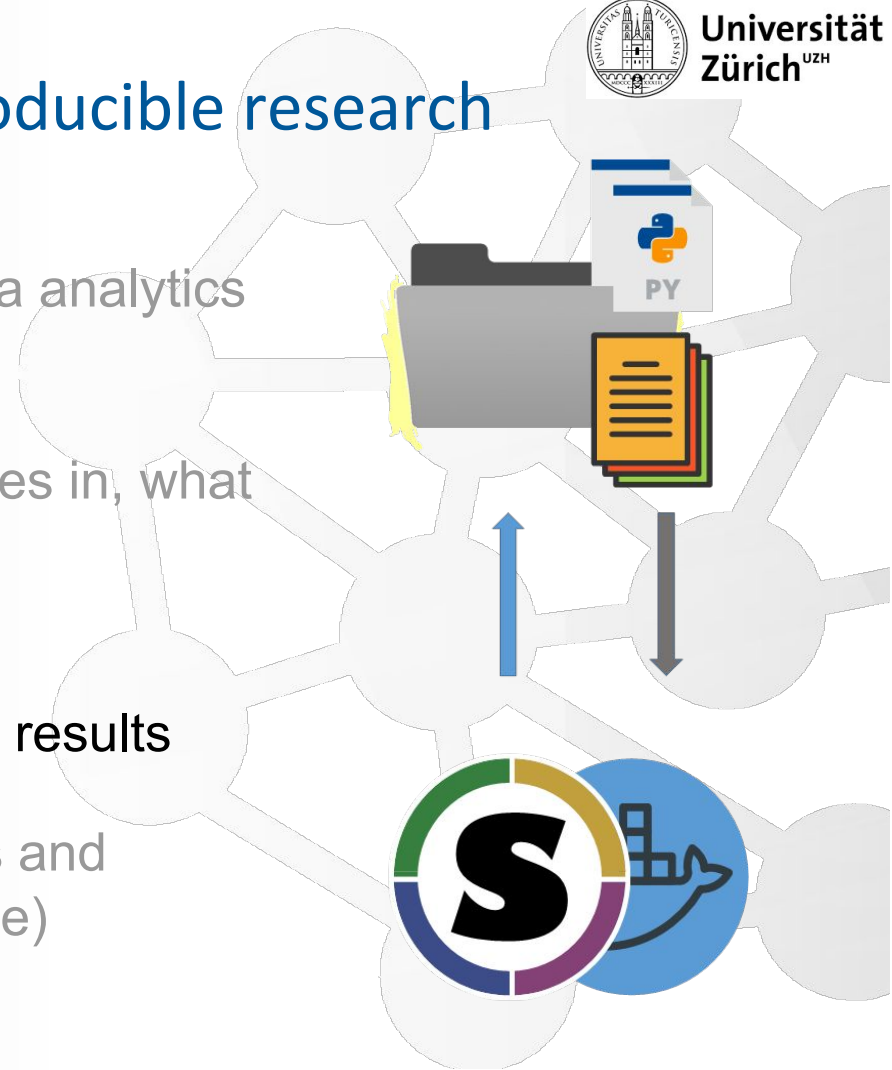 Universität
Zürich UZH
oducible research
a analytics
PY
es in, what
results
s and
e)
S